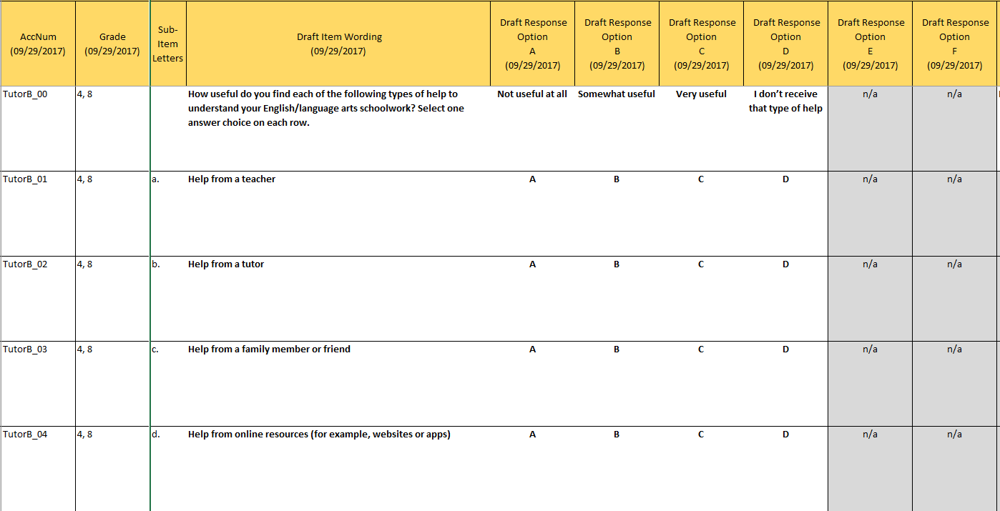 AccNum
(09/29/2017)
Grade
(09/29/2017)
Sub-
Item
Letters
Draft Item Wording
(09/29/2017)
Draft Response
Option
A
(09/29/2017)
Draft Response
Option
B
(09/29/2017)
Draft Response
Option
C
(09/29/2017)
Draft Response
Option
D
(09/29/2017)
Draft Response
Option
E
(09/29/2017)
Draft Response
Option
F
(09/29/2017)
TutorB_00
4, 8
How useful do you find each of the following types of help to
understand your English/language arts schoolwork? Select one
answer choice on each row.
Not useful at all
Somewhat useful
Very useful
I don’t receive
that type of help
n/a
n/a
TutorB_01
4, 8
a.
Help from a teacher
A
B
C
D
n/a
n/a
TutorB_02
4, 8
b.
Help from a tutor
A
B
C
D
n/a
n/a
TutorB_03
4, 8
c.
Help from a family member or friend
A
B
C
D
n/a
n/a
TutorB_04
4, 8
d.
Help from online resources (for example, websites or apps)
A
B
C
D
n/a
n/a